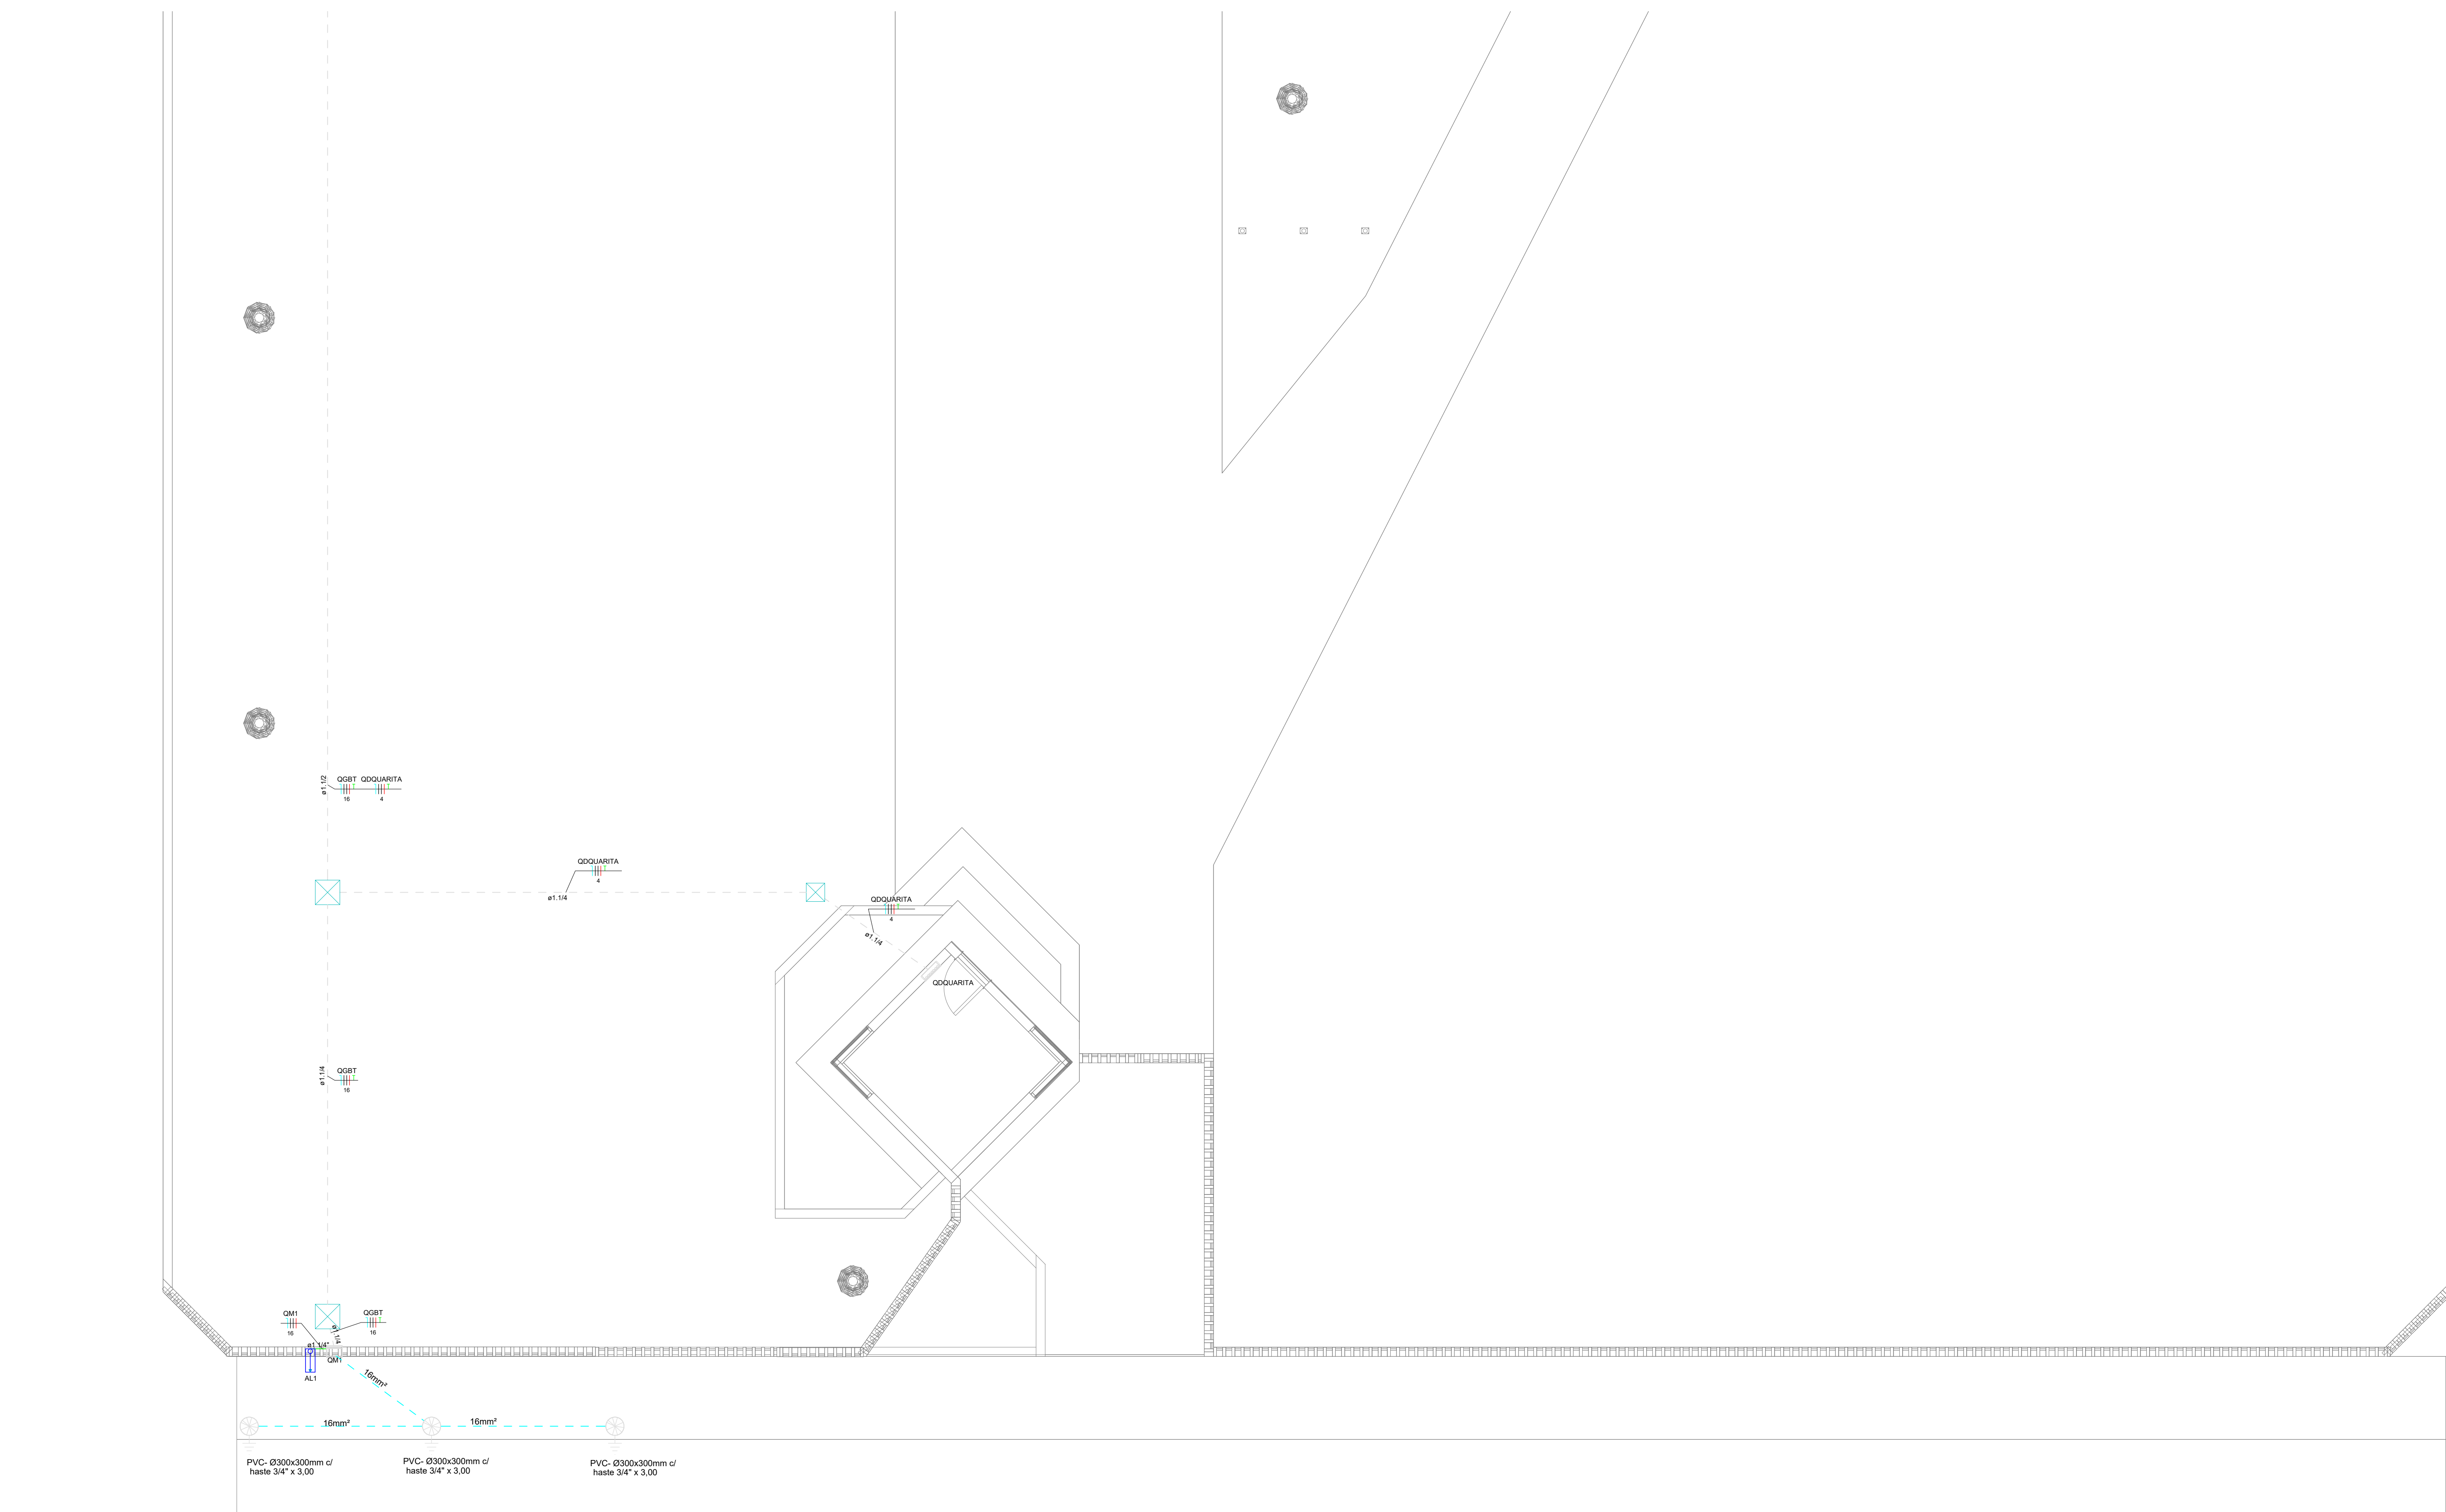 ø1.1/2
QGBT
QDQUARITA
16
4
QDQUARITA
4
ø1.1/4
QDQUARITA
4
ø1.1/4
QDQUARITA
ø1.1/4
QGBT
16
QM1
16
QGBT
16
ø1.1/4
ø1.1/4"
QM1
AL1
16mm²
16mm²
16mm²
PVC- Ø300x300mm c/
haste 3/4" x 3,00
PVC- Ø300x300mm c/
haste 3/4" x 3,00
PVC- Ø300x300mm c/
haste 3/4" x 3,00